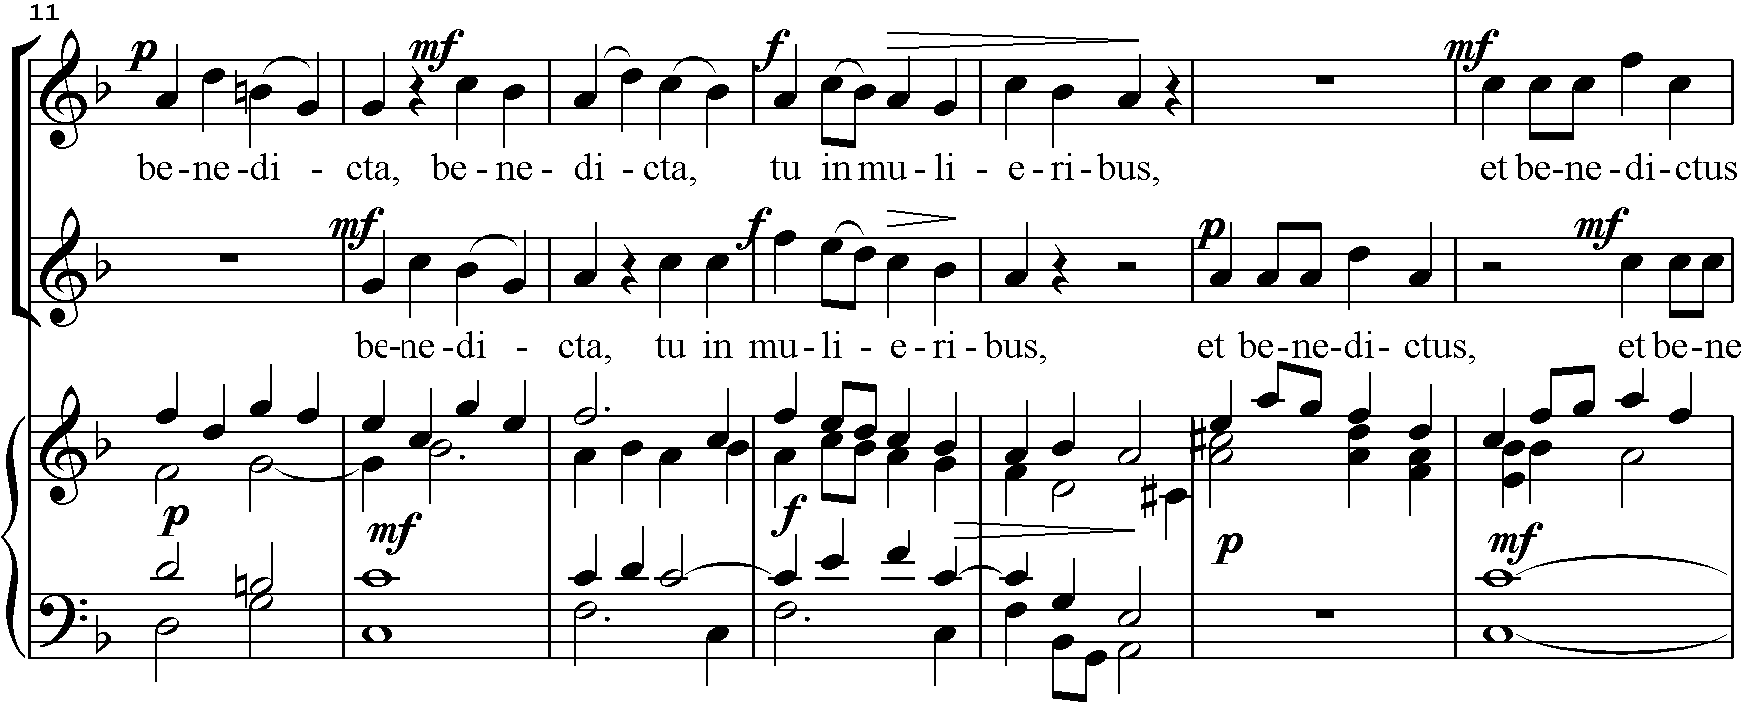 11
p mf f mf
be-ne-di - cta, be-ne-di-cta, tu in mu-li-e-ri-bus, et be-ne-di-ctus
mf f p mf
be-ne-di - cta, tu in mu-li-e-ri-bus, et be-ne-di-ctus, et be-ne
p mf f p mf